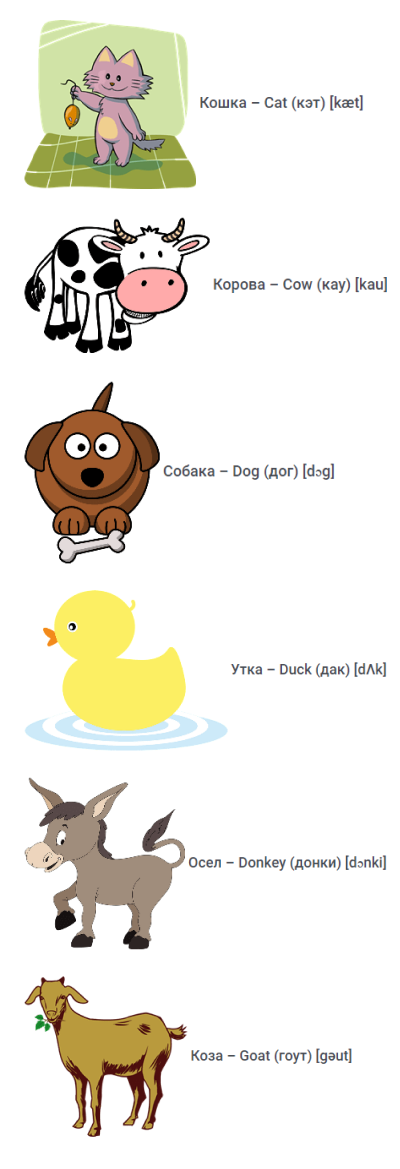 Кошка – Cat (кэт) [kæt]
Корова – Cow (кау) [kau]
Собака – Dog (дог) [dɔg]
Утка – Duck (дак) [dɅk]
Осел – Donkey (донки) [dɔnki]
Коза – Goat (гоут) [gəut]